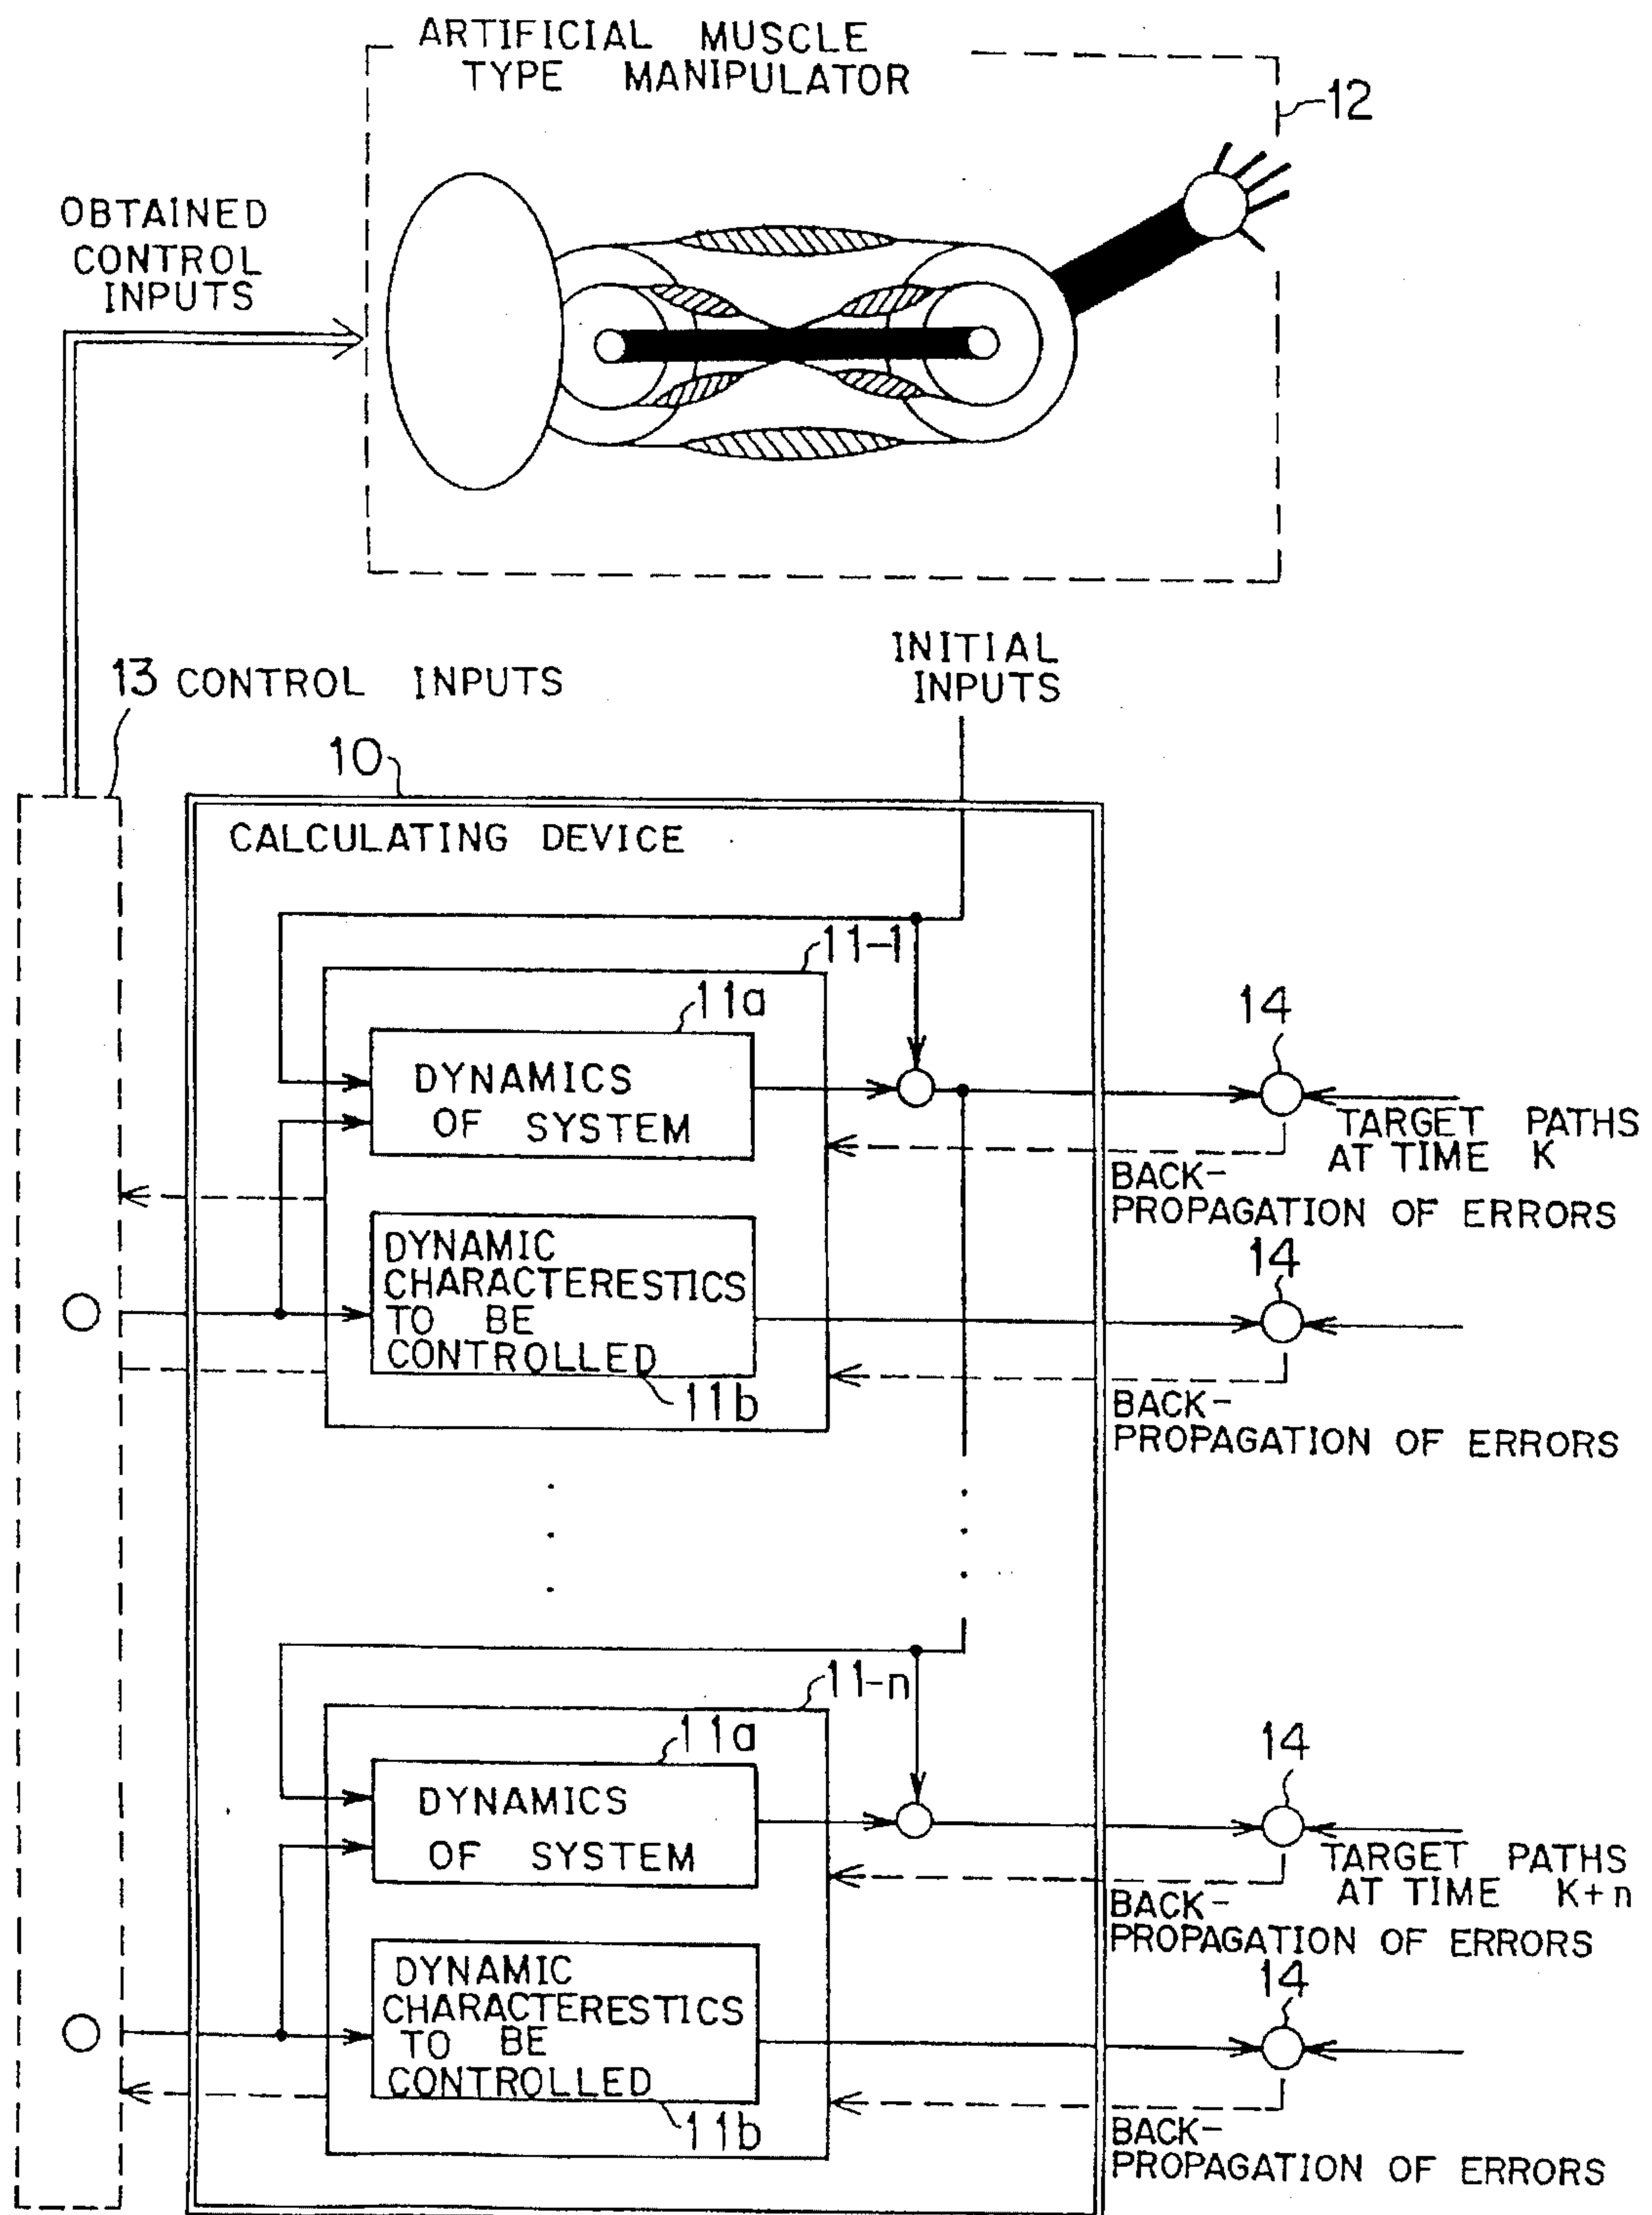 ARTIFICIAL MUSCLE
TYPE MANIPULATOR
12
OBTAINED
CONTROL
INPUTS
INITIAL
INPUTS
13 CONTROL INPUTS
10
CALCULATING DEVICE
11-1
11a
14
DYNAMICS
OF SYSTEM
TARGET PATHS
AT TIME K
BACK-
PROPAGATION OF ERRORS
14
DYNAMIC
CHARACTERESTICS
TO BE
CONTROLLED
11b
BACK-
PROPAGATION OF ERRORS
11-n
11a
14
DYNAMICS
OF SYSTEM
TARGET PATHS
AT TIME K+n
BACK-
PROPAGATION OF ERRORS
14
DYNAMIC
CHARACTERESTICS
TO BE
CONTROLLED
11b
BACK-
PROPAGATION OF ERRORS